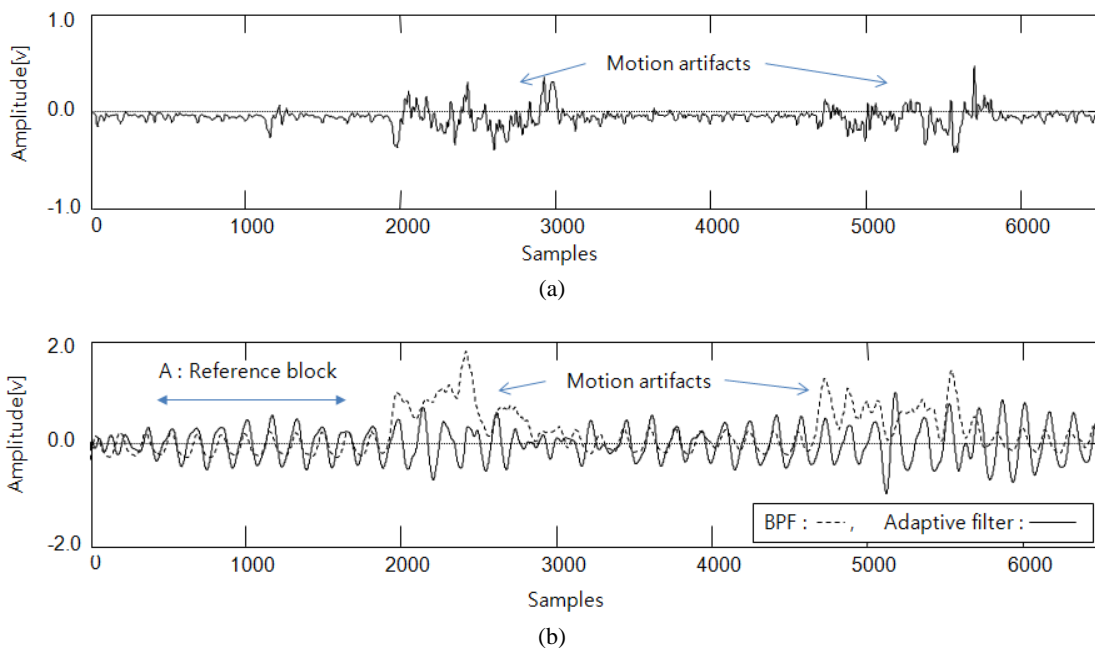 1.0
Motion artifacts
Amplitude[v]
0.0
-1.0
0 1000 2000 3000 4000 5000 6000
Samples
(a)
2.0
A : Reference block
Motion artifacts
Amplitude[v]
0.0
BPF : , Adaptive filter :
-2.0
0 1000 2000 3000 4000 5000 6000
Samples
(b)